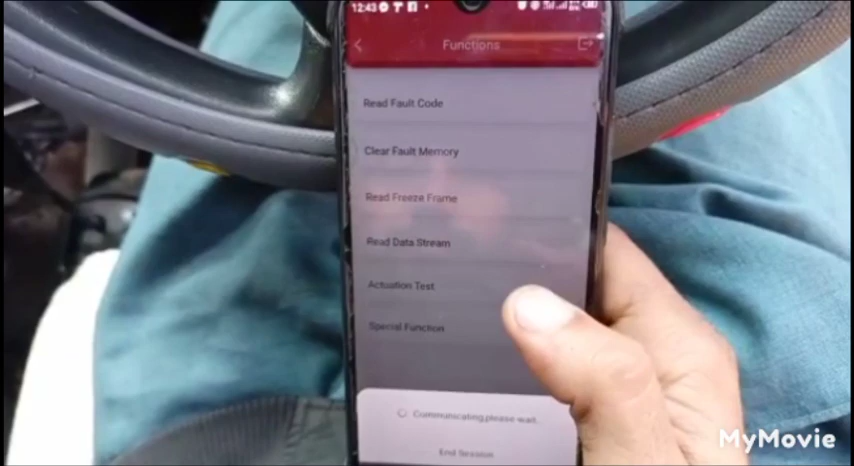 12:43
Functions
Read Fault Code
Clear Fault Memory
Read Freeze Frame
Read Data Stream
Actuation Test
Special Function
Communicating,please wait.
End Session
MyMovie